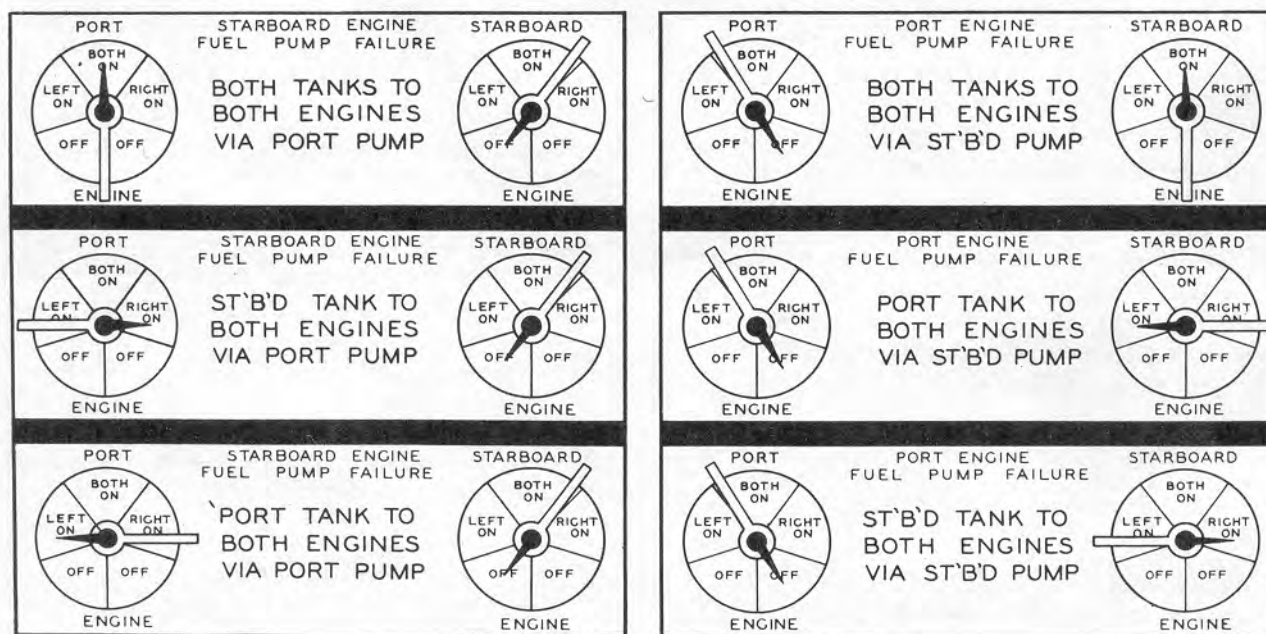 PORT
STARBOARD ENGINE
FUEL PUMP FAILURE
STARBOARD
BOTH
ON
LEFT
ON
RIGHT
ON
OFF
OFF
ENGINE
BOTH TANKS TO
BOTH ENGINES
VIA PORT PUMP
BOTH
ON
LEFT
ON
RIGHT
ON
OFF
OFF
ENGINE
PORT
PORT ENGINE
FUEL PUMP FAILURE
STARBOARD
BOTH
ON
LEFT
ON
RIGHT
ON
OFF
OFF
ENGINE
BOTH TANKS TO
BOTH ENGINES
VIA ST'B'D PUMP
BOTH
ON
LEFT
ON
RIGHT
ON
OFF
OFF
ENGINE
PORT
STARBOARD ENGINE
FUEL PUMP FAILURE
STARBOARD
BOTH
ON
LEFT
ON
RIGHT
ON
OFF
OFF
ENGINE
ST'B'D TANK TO
BOTH ENGINES
VIA PORT PUMP
BOTH
ON
LEFT
ON
RIGHT
ON
OFF
OFF
ENGINE
PORT
PORT ENGINE
FUEL PUMP FAILURE
STARBOARD
BOTH
ON
LEFT
ON
RIGHT
ON
OFF
OFF
ENGINE
PORT TANK TO
BOTH ENGINES
VIA ST'B'D PUMP
BOTH
ON
LEFT
ON
RIGHT
ON
OFF
OFF
ENGINE
PORT
STARBOARD ENGINE
FUEL PUMP FAILURE
STARBOARD
BOTH
ON
LEFT
ON
RIGHT
ON
OFF
OFF
ENGINE
'PORT TANK TO
BOTH ENGINES
VIA PORT PUMP
BOTH
ON
LEFT
ON
RIGHT
ON
OFF
OFF
ENGINE
PORT
PORT ENGINE
FUEL PUMP FAILURE
STARBOARD
BOTH
ON
LEFT
ON
RIGHT
ON
OFF
OFF
ENGINE
ST'B'D TANK TO
BOTH ENGINES
VIA ST'B'D PUMP
BOTH
ON
LEFT
ON
RIGHT
ON
OFF
OFF
ENGINE